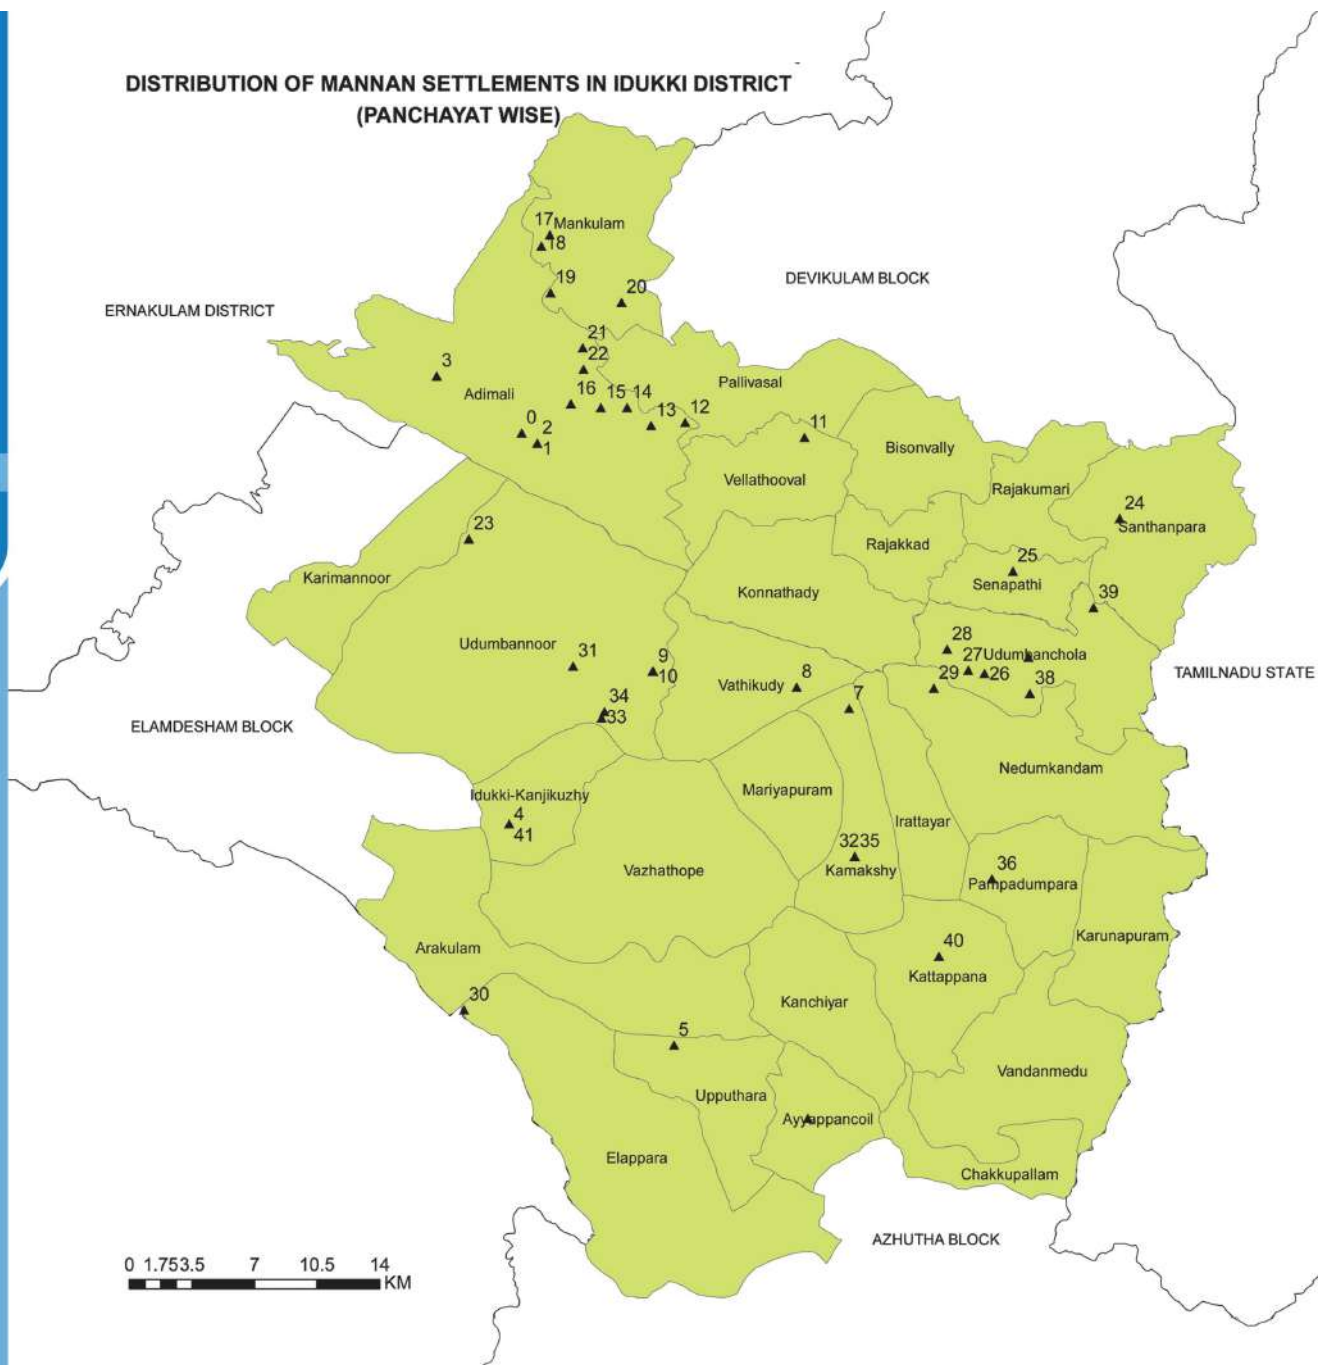 DISTRIBUTION OF MANNAN SETTLEMENTS IN IDUKKI DISTRICT
(PANCHAYAT WISE)
17
Mankulam
18
DEVIKULAM BLOCK
19
20
ERNAKULAM DISTRICT
21
22
3
Pallivasal
Adimali
16
15
14
13
12
0
2
1
11
Bisonvally
Vellathooval
Rajakumari
24
Santhanpara
23
Rajakkad
25
Senapathi
Karimannoor
Konnathady
39
28
Udumbannoor
31
9
10
Udumbanchola
27
26
29
38
TAMILNADU STATE
Vathikudy
8
7
34
33
ELAMDESHAM BLOCK
Nedumkandam
Idukki-Kanjikuzhy
4
41
Mariyapuram
Irattayar
3235
Kamakshy
Vazhathope
36
Pampadumpara
Karunapuram
Arakulam
40
Kattappana
Kanchiyar
30
5
Vandanmedu
Upputhara
Ayyappancoil
Elappara
Chakkupallam
AZHUTHA BLOCK
0 1.753.5 7 10.5 14
KM